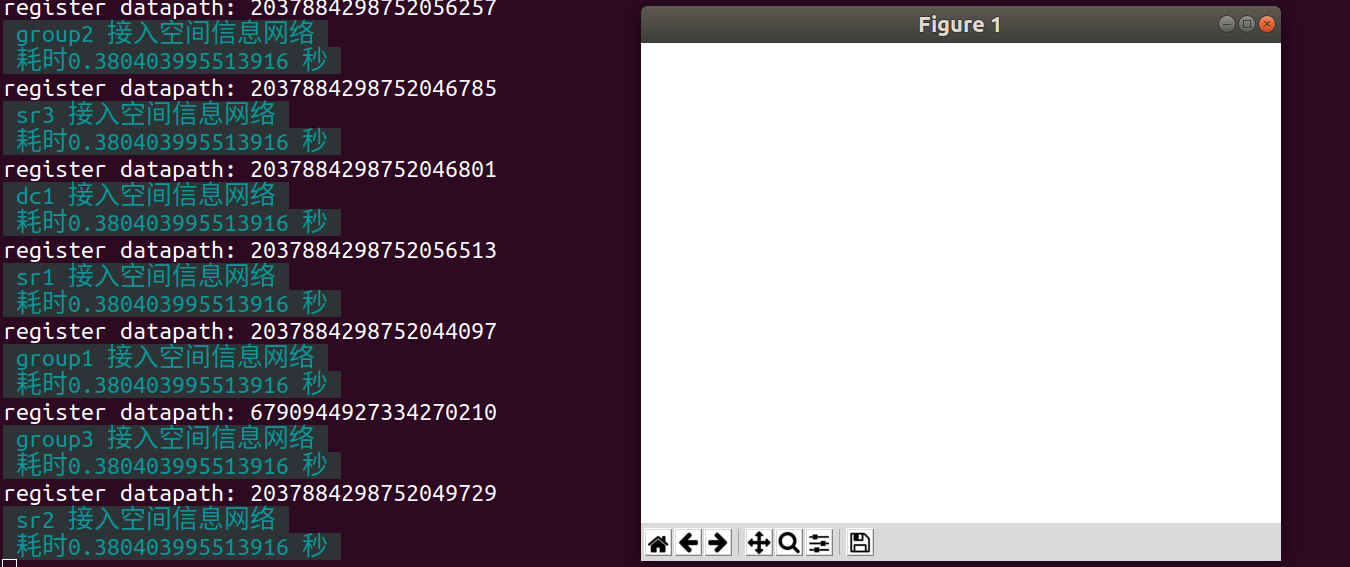 register datapath: 2037884298752056257
group2 接入空间信息网络
耗时0.380403995513916 秒
register datapath: 2037884298752046785
sr3 接入空间信息网络
耗时0.380403995513916 秒
register datapath: 2037884298752046801
dc1 接入空间信息网络
耗时0.380403995513916 秒
register datapath: 2037884298752056513
sr1 接入空间信息网络
耗时0.380403995513916 秒
register datapath: 2037884298752044097
group1 接入空间信息网络
耗时0.380403995513916 秒
register datapath: 6790944927334270210
group3 接入空间信息网络
耗时0.380403995513916 秒
register datapath: 2037884298752049729
sr2 接入空间信息网络
耗时0.380403995513916 秒
Figure 1